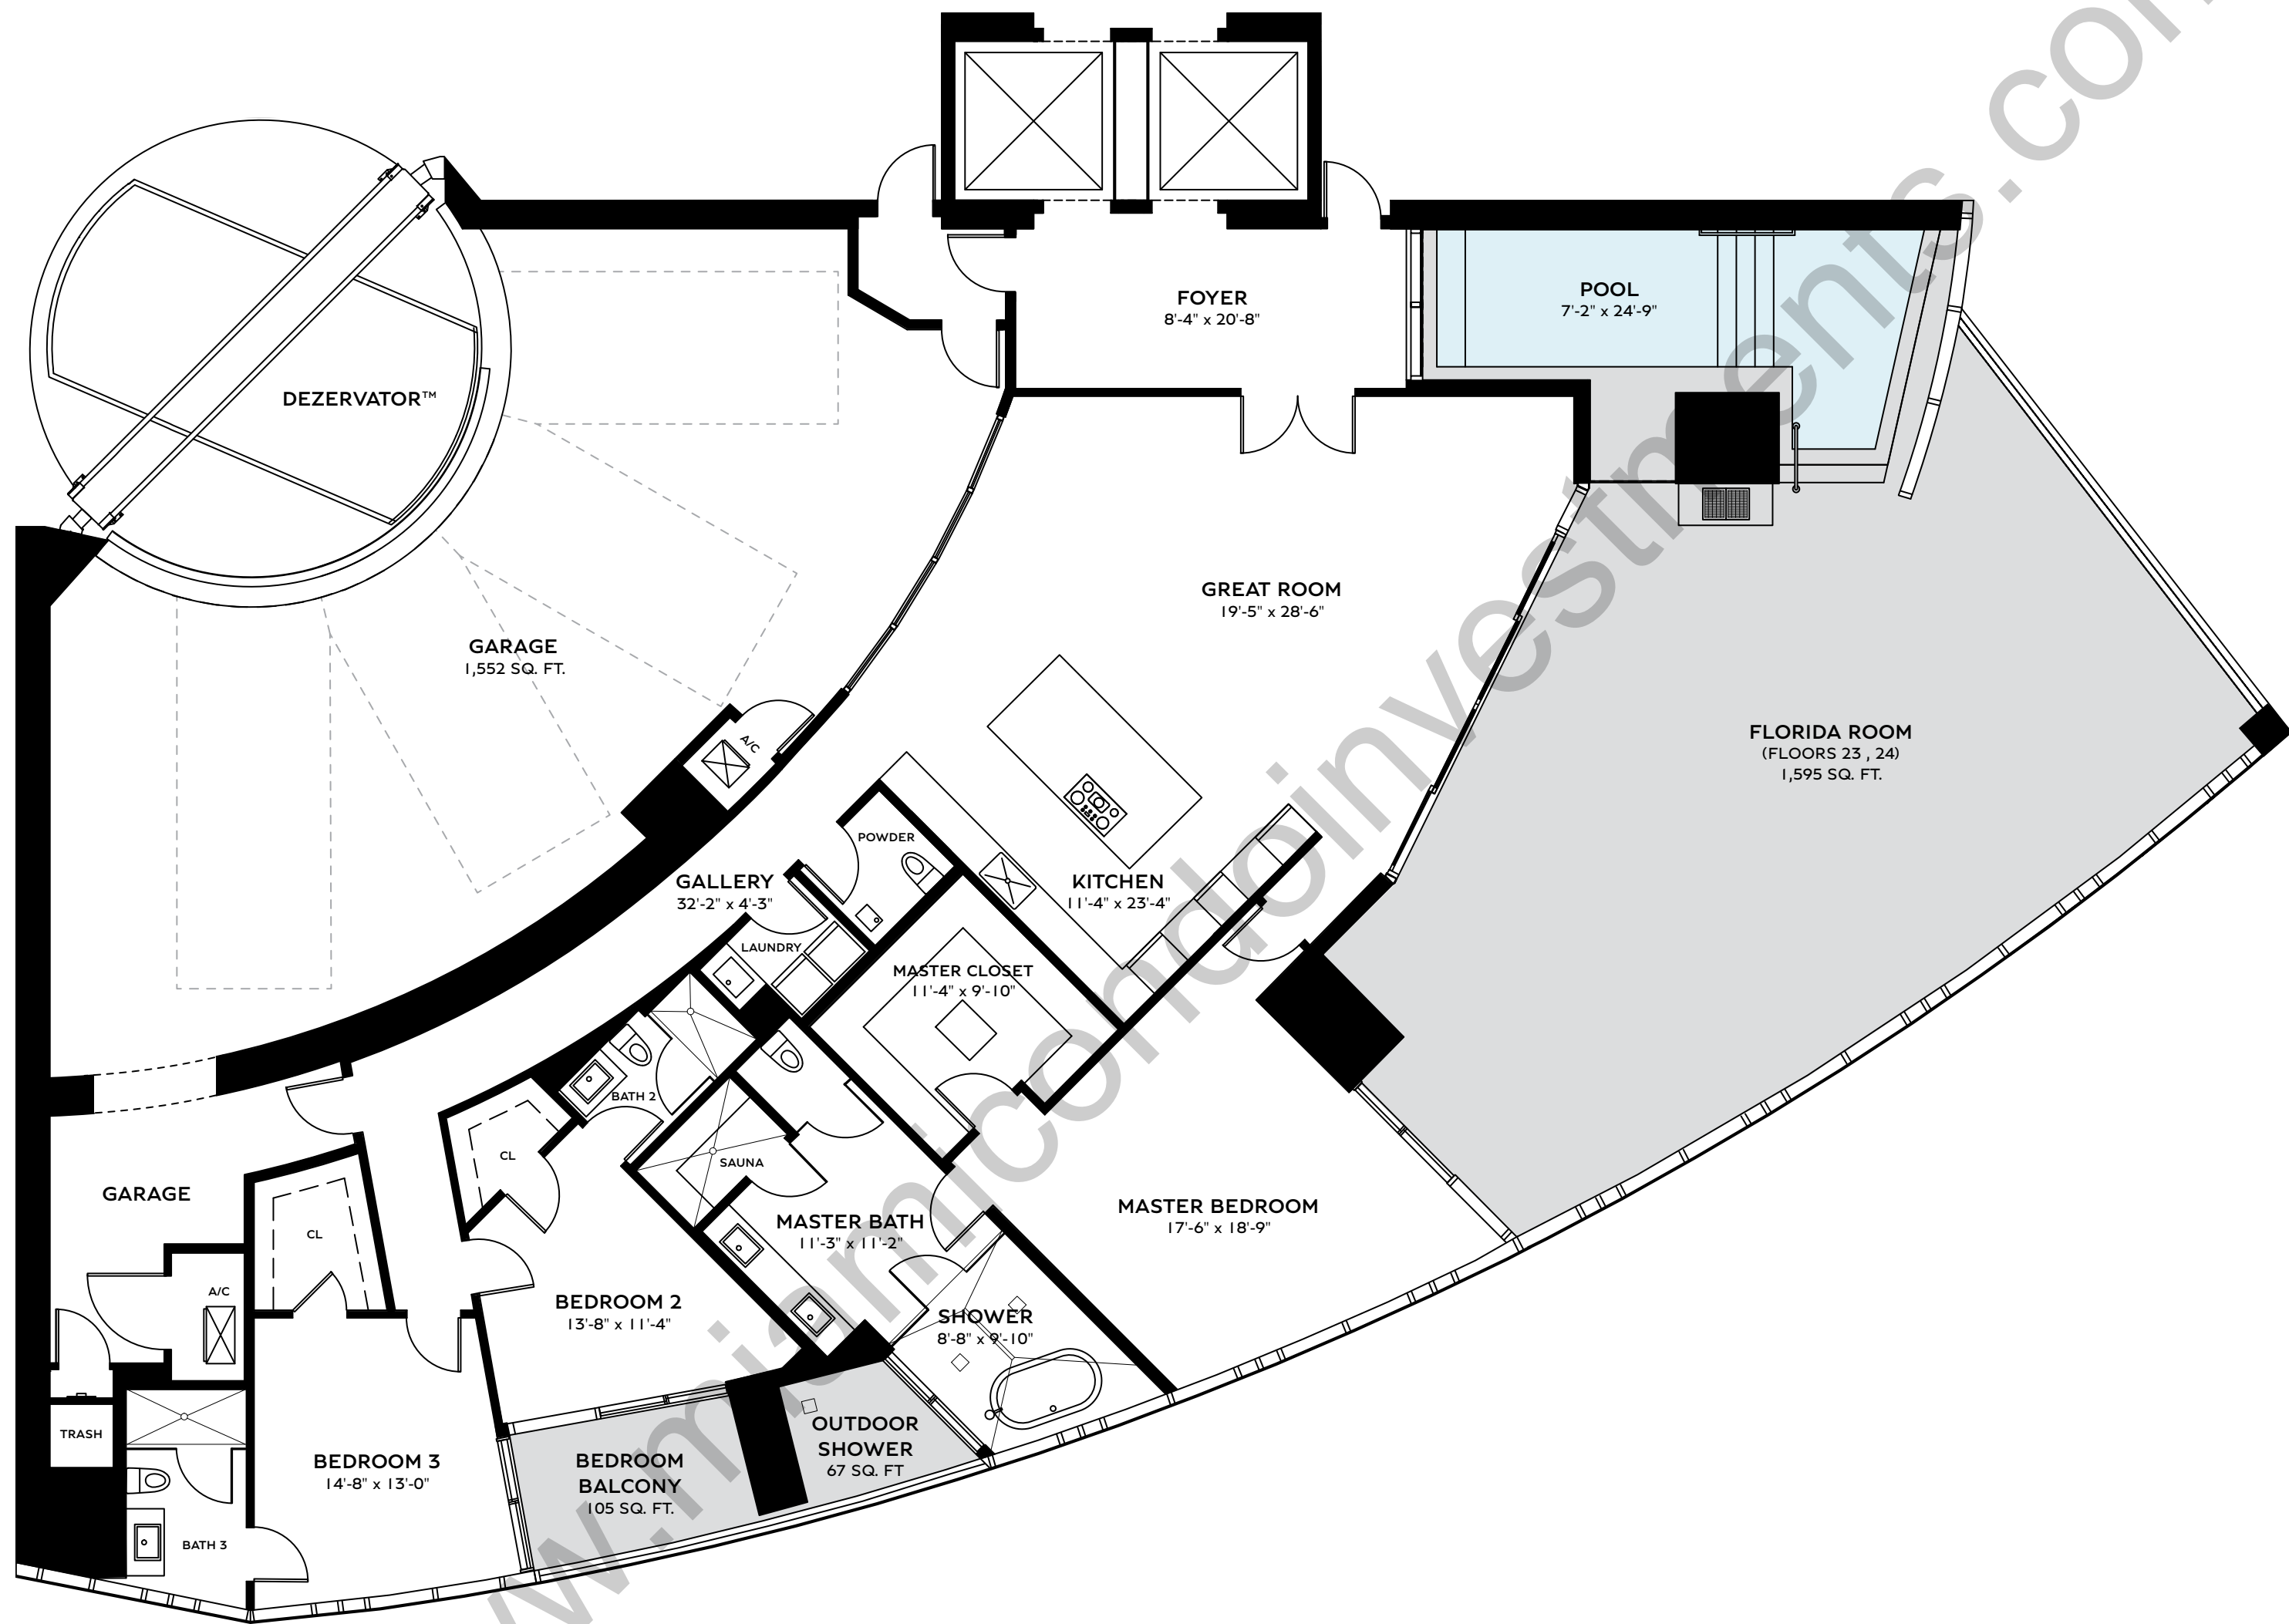 FOYER
8'-4" x 20'-8"
POOL
7'-2" x 24'-9"
DEZERVATOR™
GREAT ROOM
19'-5" x 28'-6"
GARAGE
1,552 SQ. FT.
FLORIDA ROOM
(FLOORS 23 , 24)
1,595 SQ. FT.
A/C
POWDER
GALLERY
32'-2" x 4'-3"
KITCHEN
11'-4" x 23'-4"
LAUNDRY
MASTER CLOSET
11'-4" x 9'-10"
BATH 2
CL
SAUNA
GARAGE
MASTER BEDROOM
17'-6" x 18'-9"
MASTER BATH
11'-3" x 11'-2"
CL
A/C
BEDROOM 2
13'-8" x 11'-4"
SHOWER
8'-8" x 9'-10"
OUTDOOR
SHOWER
67 SQ. FT
TRASH
BEDROOM 3
14'-8" x 13'-0"
BEDROOM
BALCONY
105 SQ. FT.
BATH 3
w.miamicondoinvestments.com